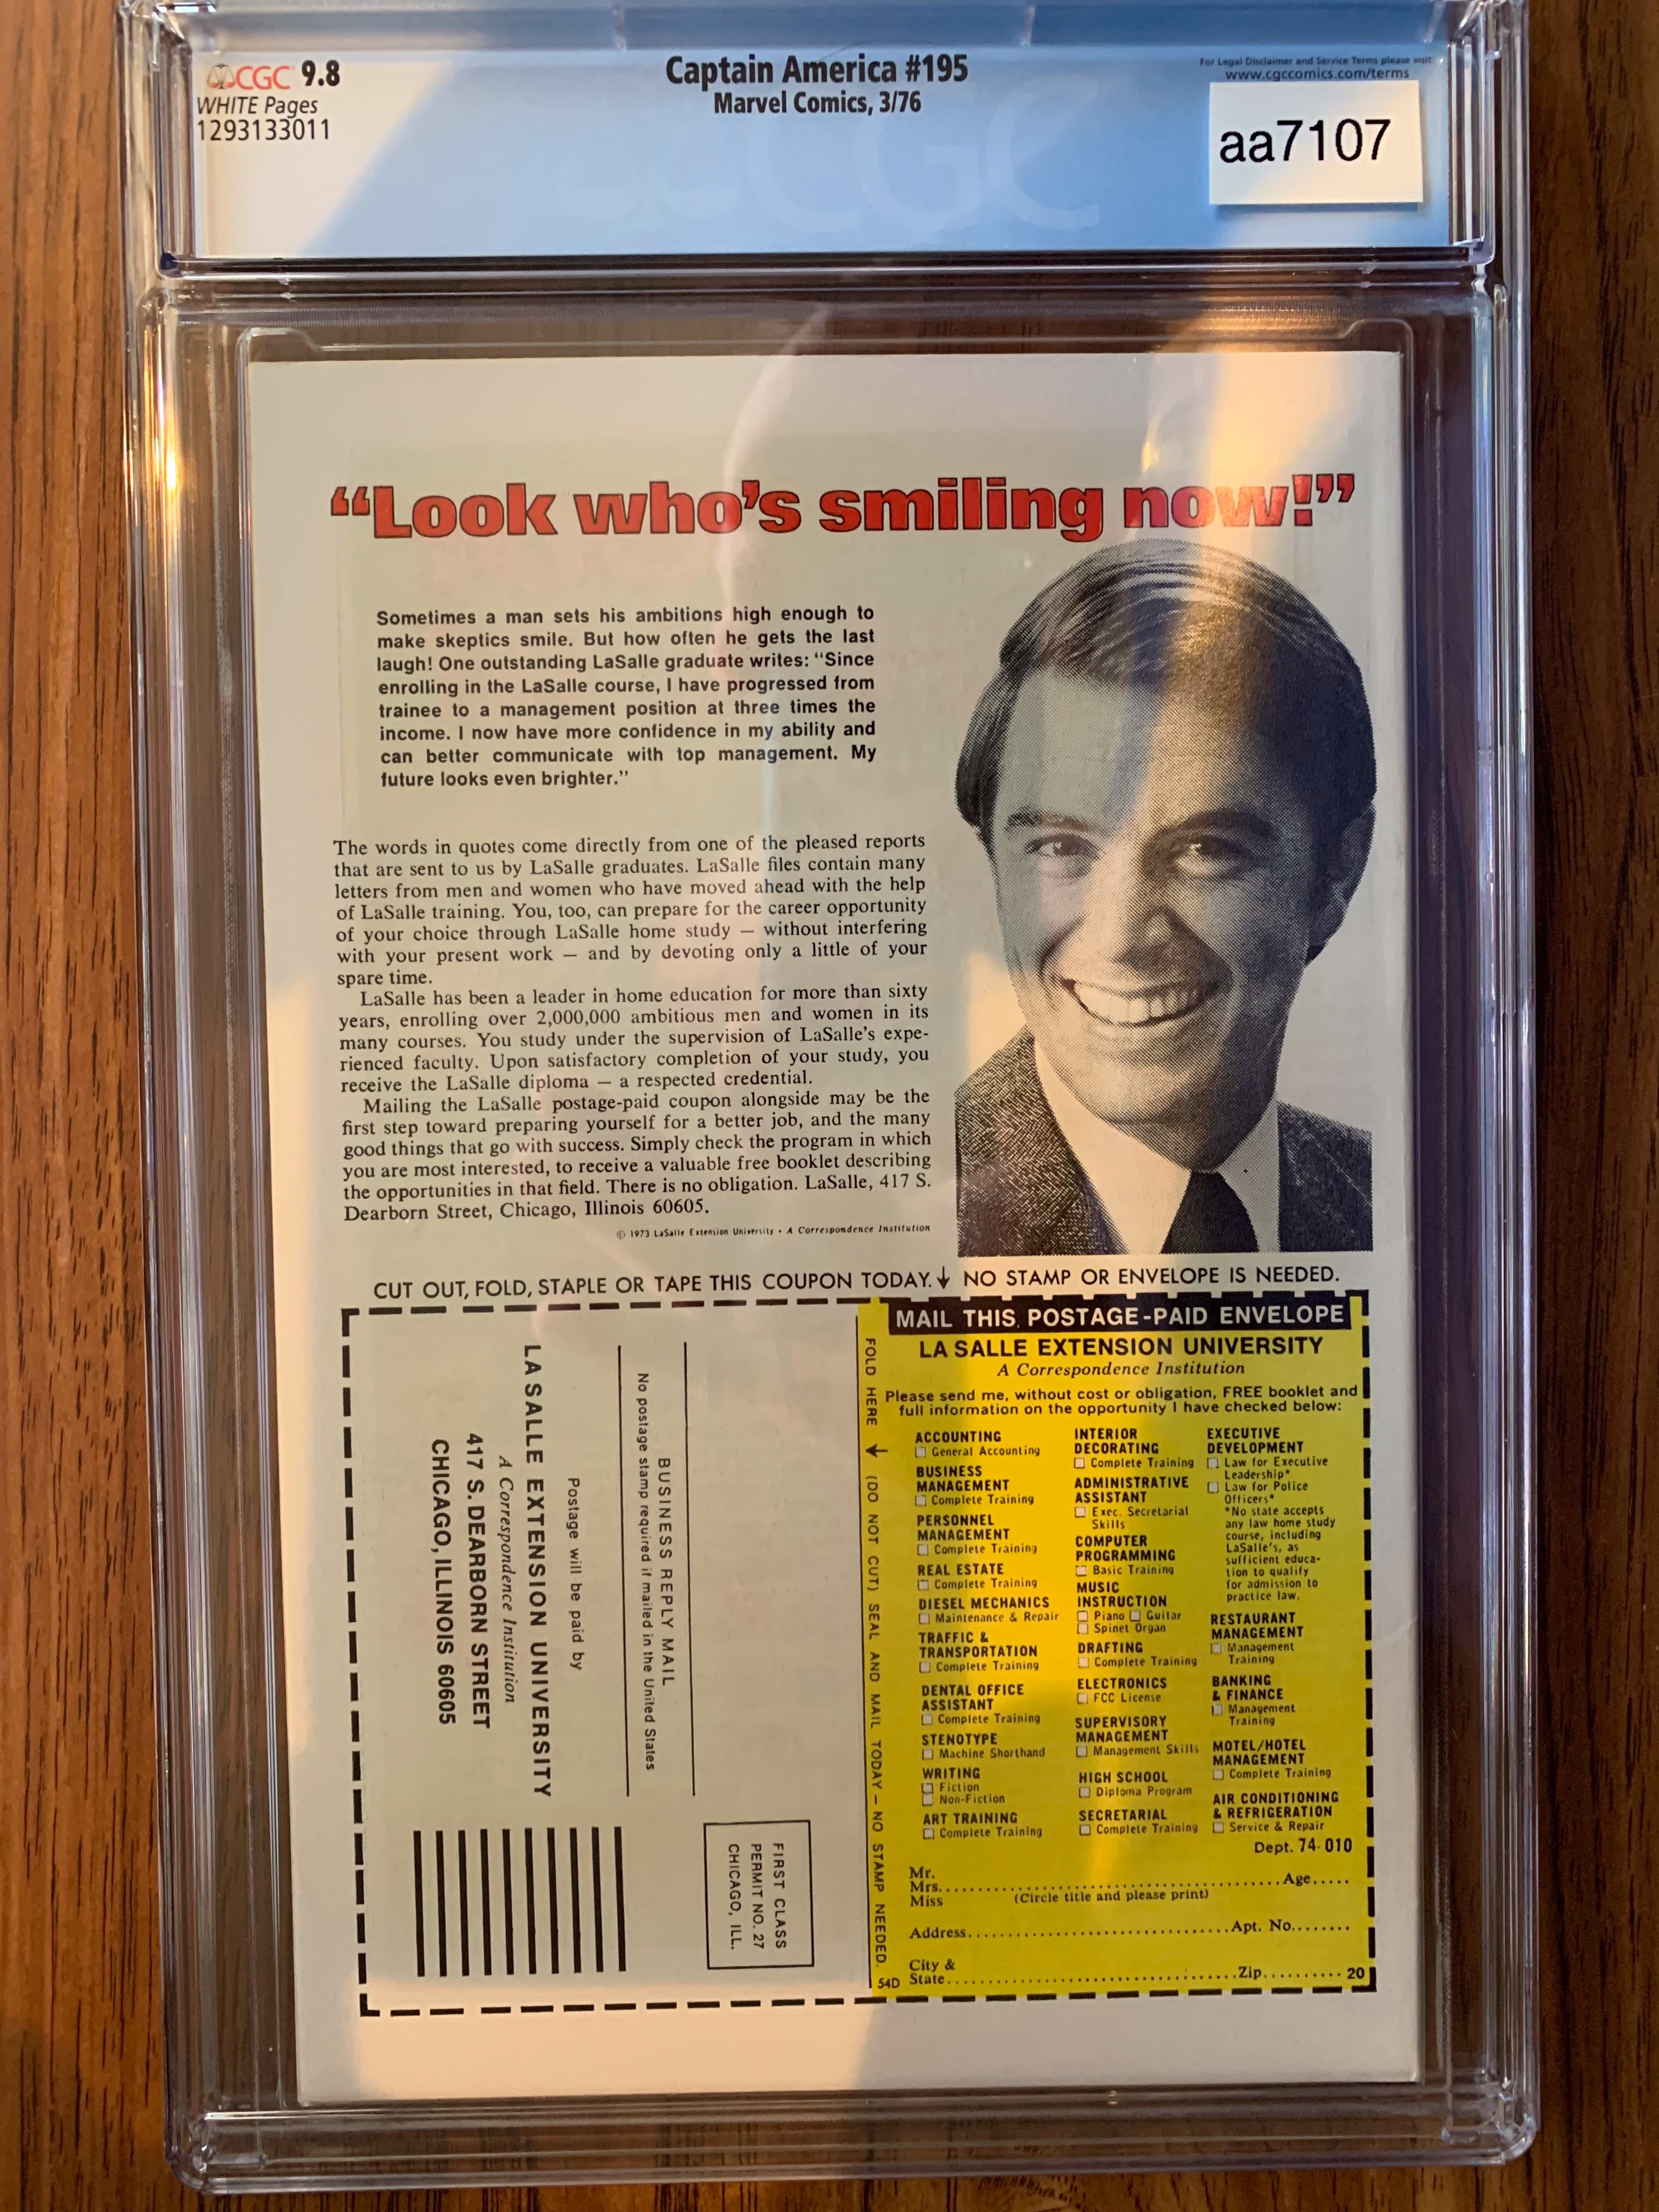 CGC 9.8
WHITE Pages
1293133011
Captain America #195
Marvel Comics, 3/76
For Legal Disclaimer and Service Terms please visit:
www.cgccomics.com/terms
aa7107
CGC
“Look who’s smiling now!”
Sometimes a man sets his ambitions high enough to
make skeptics smile. But how often he gets the last
laugh! One outstanding LaSalle graduate writes: “Since
enrolling in the LaSalle course, I have progressed from
trainee to a management position at three times the
income. I now have more confidence in my ability and
can better communicate with top management. My
future looks even brighter.”
The words in quotes come directly from one of the pleased reports
that are sent to us by LaSalle graduates. LaSalle files contain many
letters from men and women who have moved ahead with the help
of LaSalle training. You, too, can prepare for the career opportunity
of your choice through LaSalle home study — without interfering
with your present work — and by devoting only a little of your
spare time.
LaSalle has been a leader in home education for more than sixty
years, enrolling over 2,000,000 ambitious men and women in its
many courses. You study under the supervision of LaSalle’s expe-
rienced faculty. Upon satisfactory completion of your study, you
receive the LaSalle diploma — a respected credential.
Mailing the LaSalle postage-paid coupon alongside may be the
first step toward preparing yourself for a better job, and the many
good things that go with success. Simply check the program in which
you are most interested, to receive a valuable free booklet describing
the opportunities in that field. There is no obligation. LaSalle, 417 S.
Dearborn Street, Chicago, Illinois 60605.
© 1973 LaSalle Extension University • A Correspondence Institution
CUT OUT, FOLD, STAPLE OR TAPE THIS COUPON TODAY. ↓ NO STAMP OR ENVELOPE IS NEEDED.
FIRST CLASS
PERMIT NO. 27
CHICAGO, ILL.
BUSINESS REPLY MAIL
No postage stamp required if mailed in the United States
Postage will be paid by
LA SALLE EXTENSION UNIVERSITY
A Correspondence Institution
417 S. DEARBORN STREET
CHICAGO, ILLINOIS 60605
FOLD HERE ↓ (DO NOT CUT) SEAL AND MAIL TODAY — NO STAMP NEEDED.
MAIL THIS POSTAGE-PAID ENVELOPE
LA SALLE EXTENSION UNIVERSITY
A Correspondence Institution
Please send me, without cost or obligation, FREE booklet and
full information on the opportunity I have checked below:
ACCOUNTING
☐ General Accounting
BUSINESS
MANAGEMENT
☐ Complete Training
PERSONNEL
MANAGEMENT
☐ Complete Training
REAL ESTATE
☐ Complete Training
DIESEL MECHANICS
☐ Maintenance & Repair
TRAFFIC &
TRANSPORTATION
☐ Complete Training
DENTAL OFFICE
ASSISTANT
☐ Complete Training
STENOTYPE
☐ Machine Shorthand
WRITING
☐ Fiction
☐ Non-Fiction
ART TRAINING
☐ Complete Training
INTERIOR
DECORATING
☐ Complete Training
ADMINISTRATIVE
ASSISTANT
☐ Exec. Secretarial
Skills
COMPUTER
PROGRAMMING
☐ Basic Training
MUSIC
INSTRUCTION
☐ Piano ☐ Guitar
☐ Spinet Organ
DRAFTING
☐ Complete Training
ELECTRONICS
☐ FCC License
SUPERVISORY
MANAGEMENT
☐ Management Skills
HIGH SCHOOL
☐ Diploma Program
SECRETARIAL
☐ Complete Training
EXECUTIVE
DEVELOPMENT
☐ Law for Executive
Leadership*
☐ Law for Police
Officers*
*No state accepts
any law home study
course, including
LaSalle’s, as
sufficient educa-
tion to qualify
for admission to
practice law.
RESTAURANT
MANAGEMENT
☐ Management
Training
BANKING
& FINANCE
☐ Management
Training
MOTEL/HOTEL
MANAGEMENT
☐ Complete Training
AIR CONDITIONING
& REFRIGERATION
☐ Service & Repair
Dept. 74-010
Mr.
Mrs. Age
Miss (Circle title and please print)
Address Apt. No.
City &
State Zip 20
54D